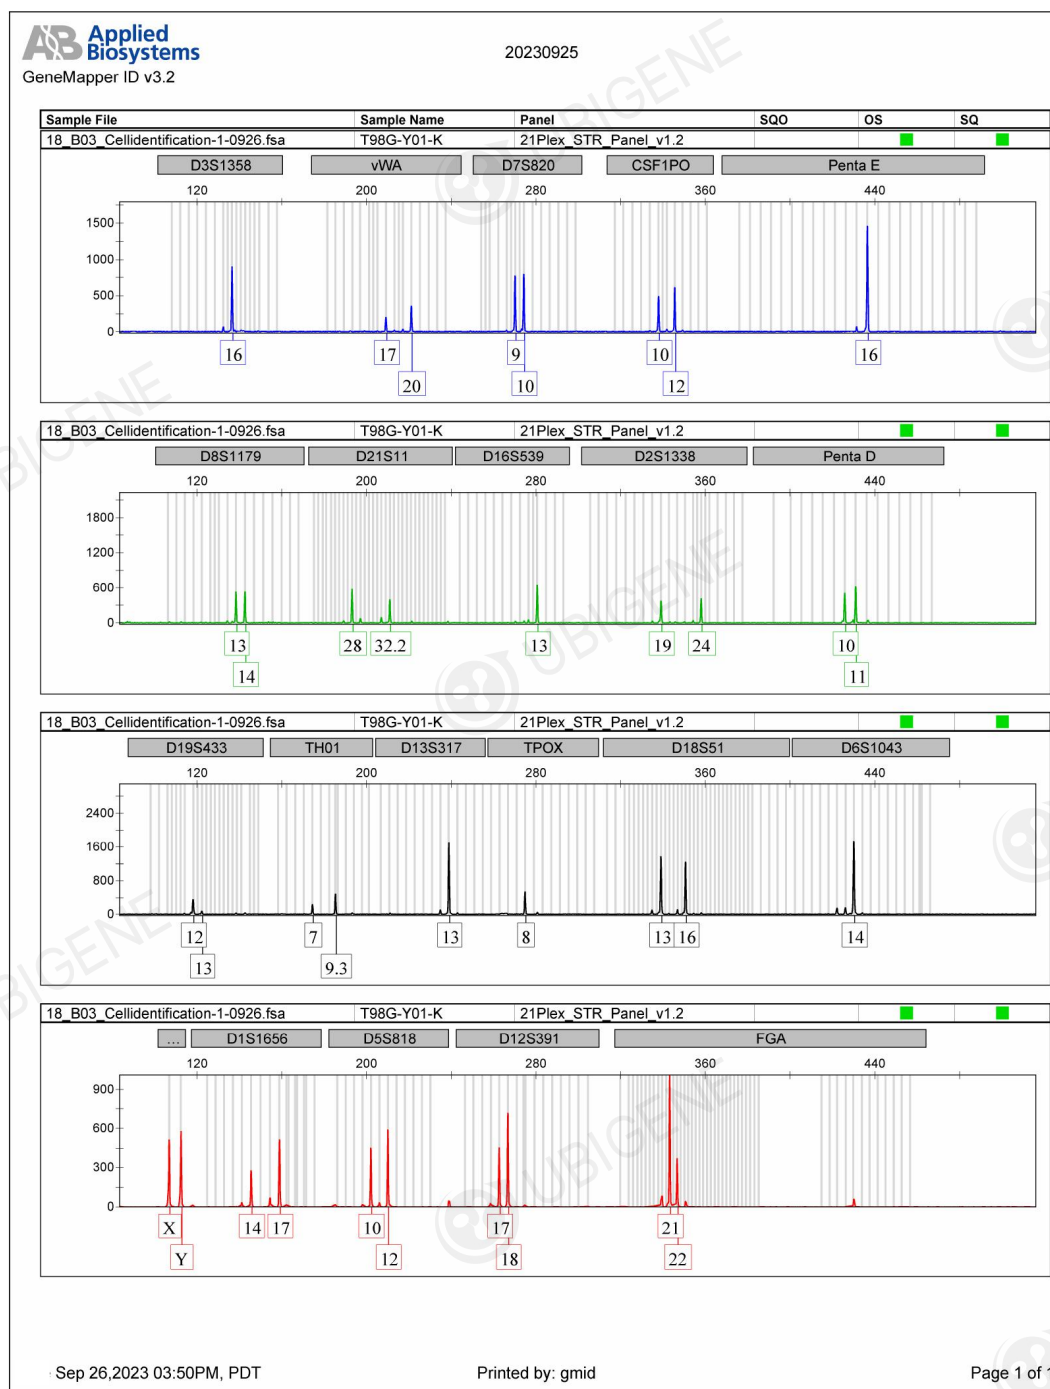 AB Applied Biosystems
20230925
GeneMapper ID v3.2
Sample File Sample Name Panel SQO OS SQ
18_B03_Cellidentification-1-0926.fsa T98G-Y01-K 21Plex_STR_Panel_v1.2
D3S1358 vWA D7S820 CSF1PO Penta E
120 200 280 360 440
1500
1000
500
0
16 17 9 10 16
20 10 12
18_B03_Cellidentification-1-0926.fsa T98G-Y01-K 21Plex_STR_Panel_v1.2
D8S1179 D21S11 D16S539 D2S1338 Penta D
120 200 280 360 440
1800
1200
600
0
13 28 32.2 13 19 24 10
14 11
18_B03_Cellidentification-1-0926.fsa T98G-Y01-K 21Plex_STR_Panel_v1.2
D19S433 TH01 D13S317 TPOX D18S51 D6S1043
120 200 280 360 440
2400
1600
800
0
12 7 13 8 13 16 14
13 9.3
18_B03_Cellidentification-1-0926.fsa T98G-Y01-K 21Plex_STR_Panel_v1.2
... D1S1656 D5S818 D12S391 FGA
120 200 280 360 440
900
600
300
0
X 14 17 10 17 21
Y 12 18 22
Sep 26,2023 03:50PM, PDT Printed by: gmid Page 1 of 1
UBIGENE
UBIGENE
UBIGENE
UBIGENE
UBIGENE